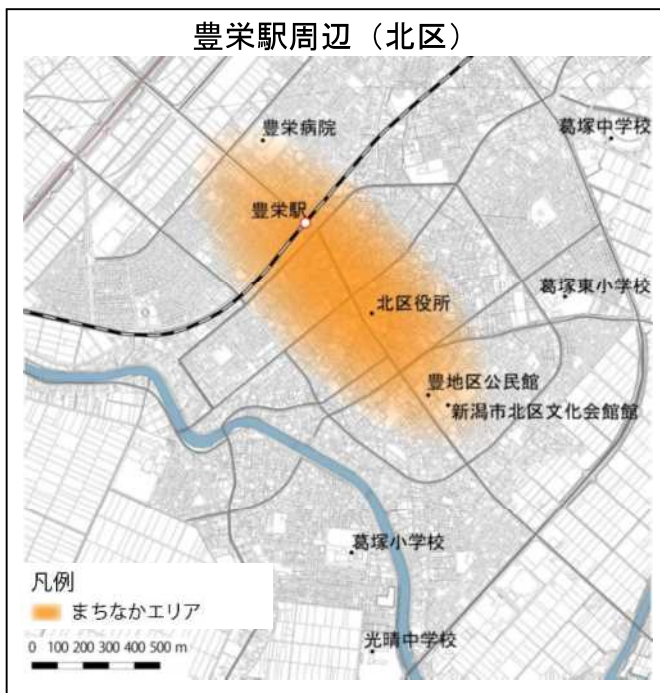 豊栄駅周辺（北区）
豊栄病院
葛塚中学校
豊栄駅
葛塚東小学校
北区役所
豊地区公民館
新潟市北区文化会館館
葛塚小学校
凡例
まちなかエリア
光晴中学校
0 100 200 300 400 500 m